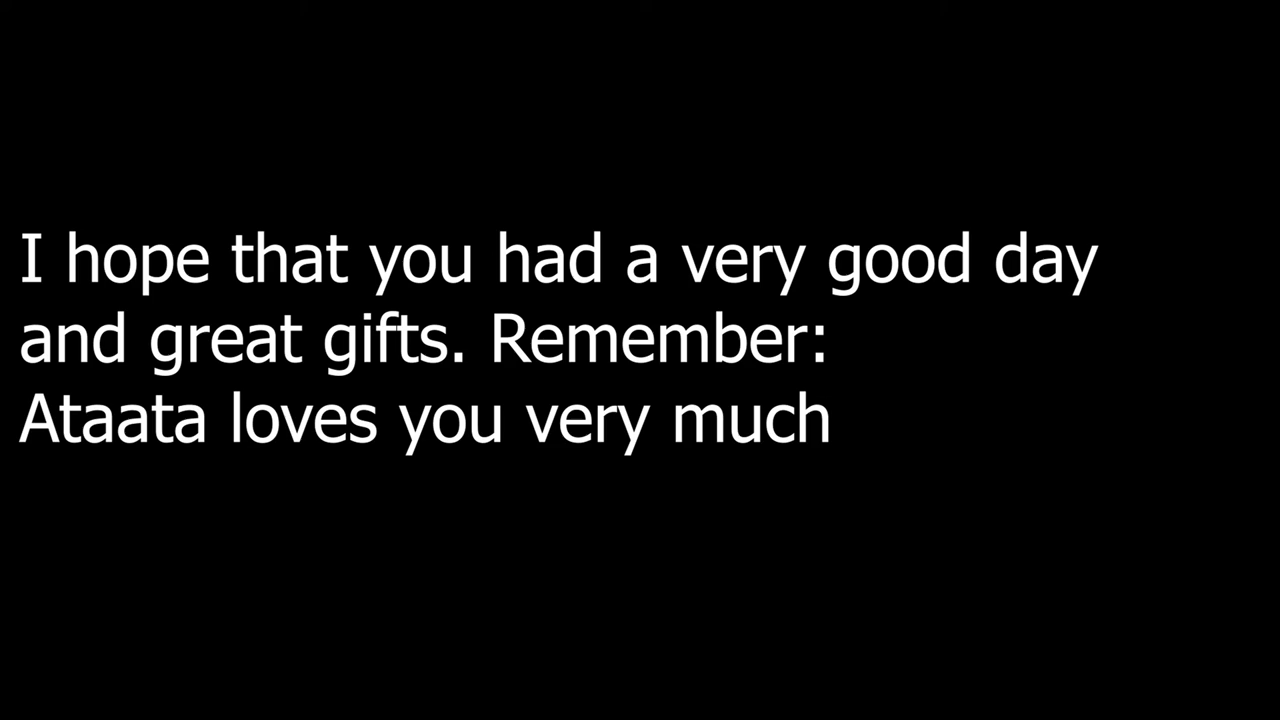 I hope that you had a very good day
and great gifts. Remember:
Ataata loves you very much